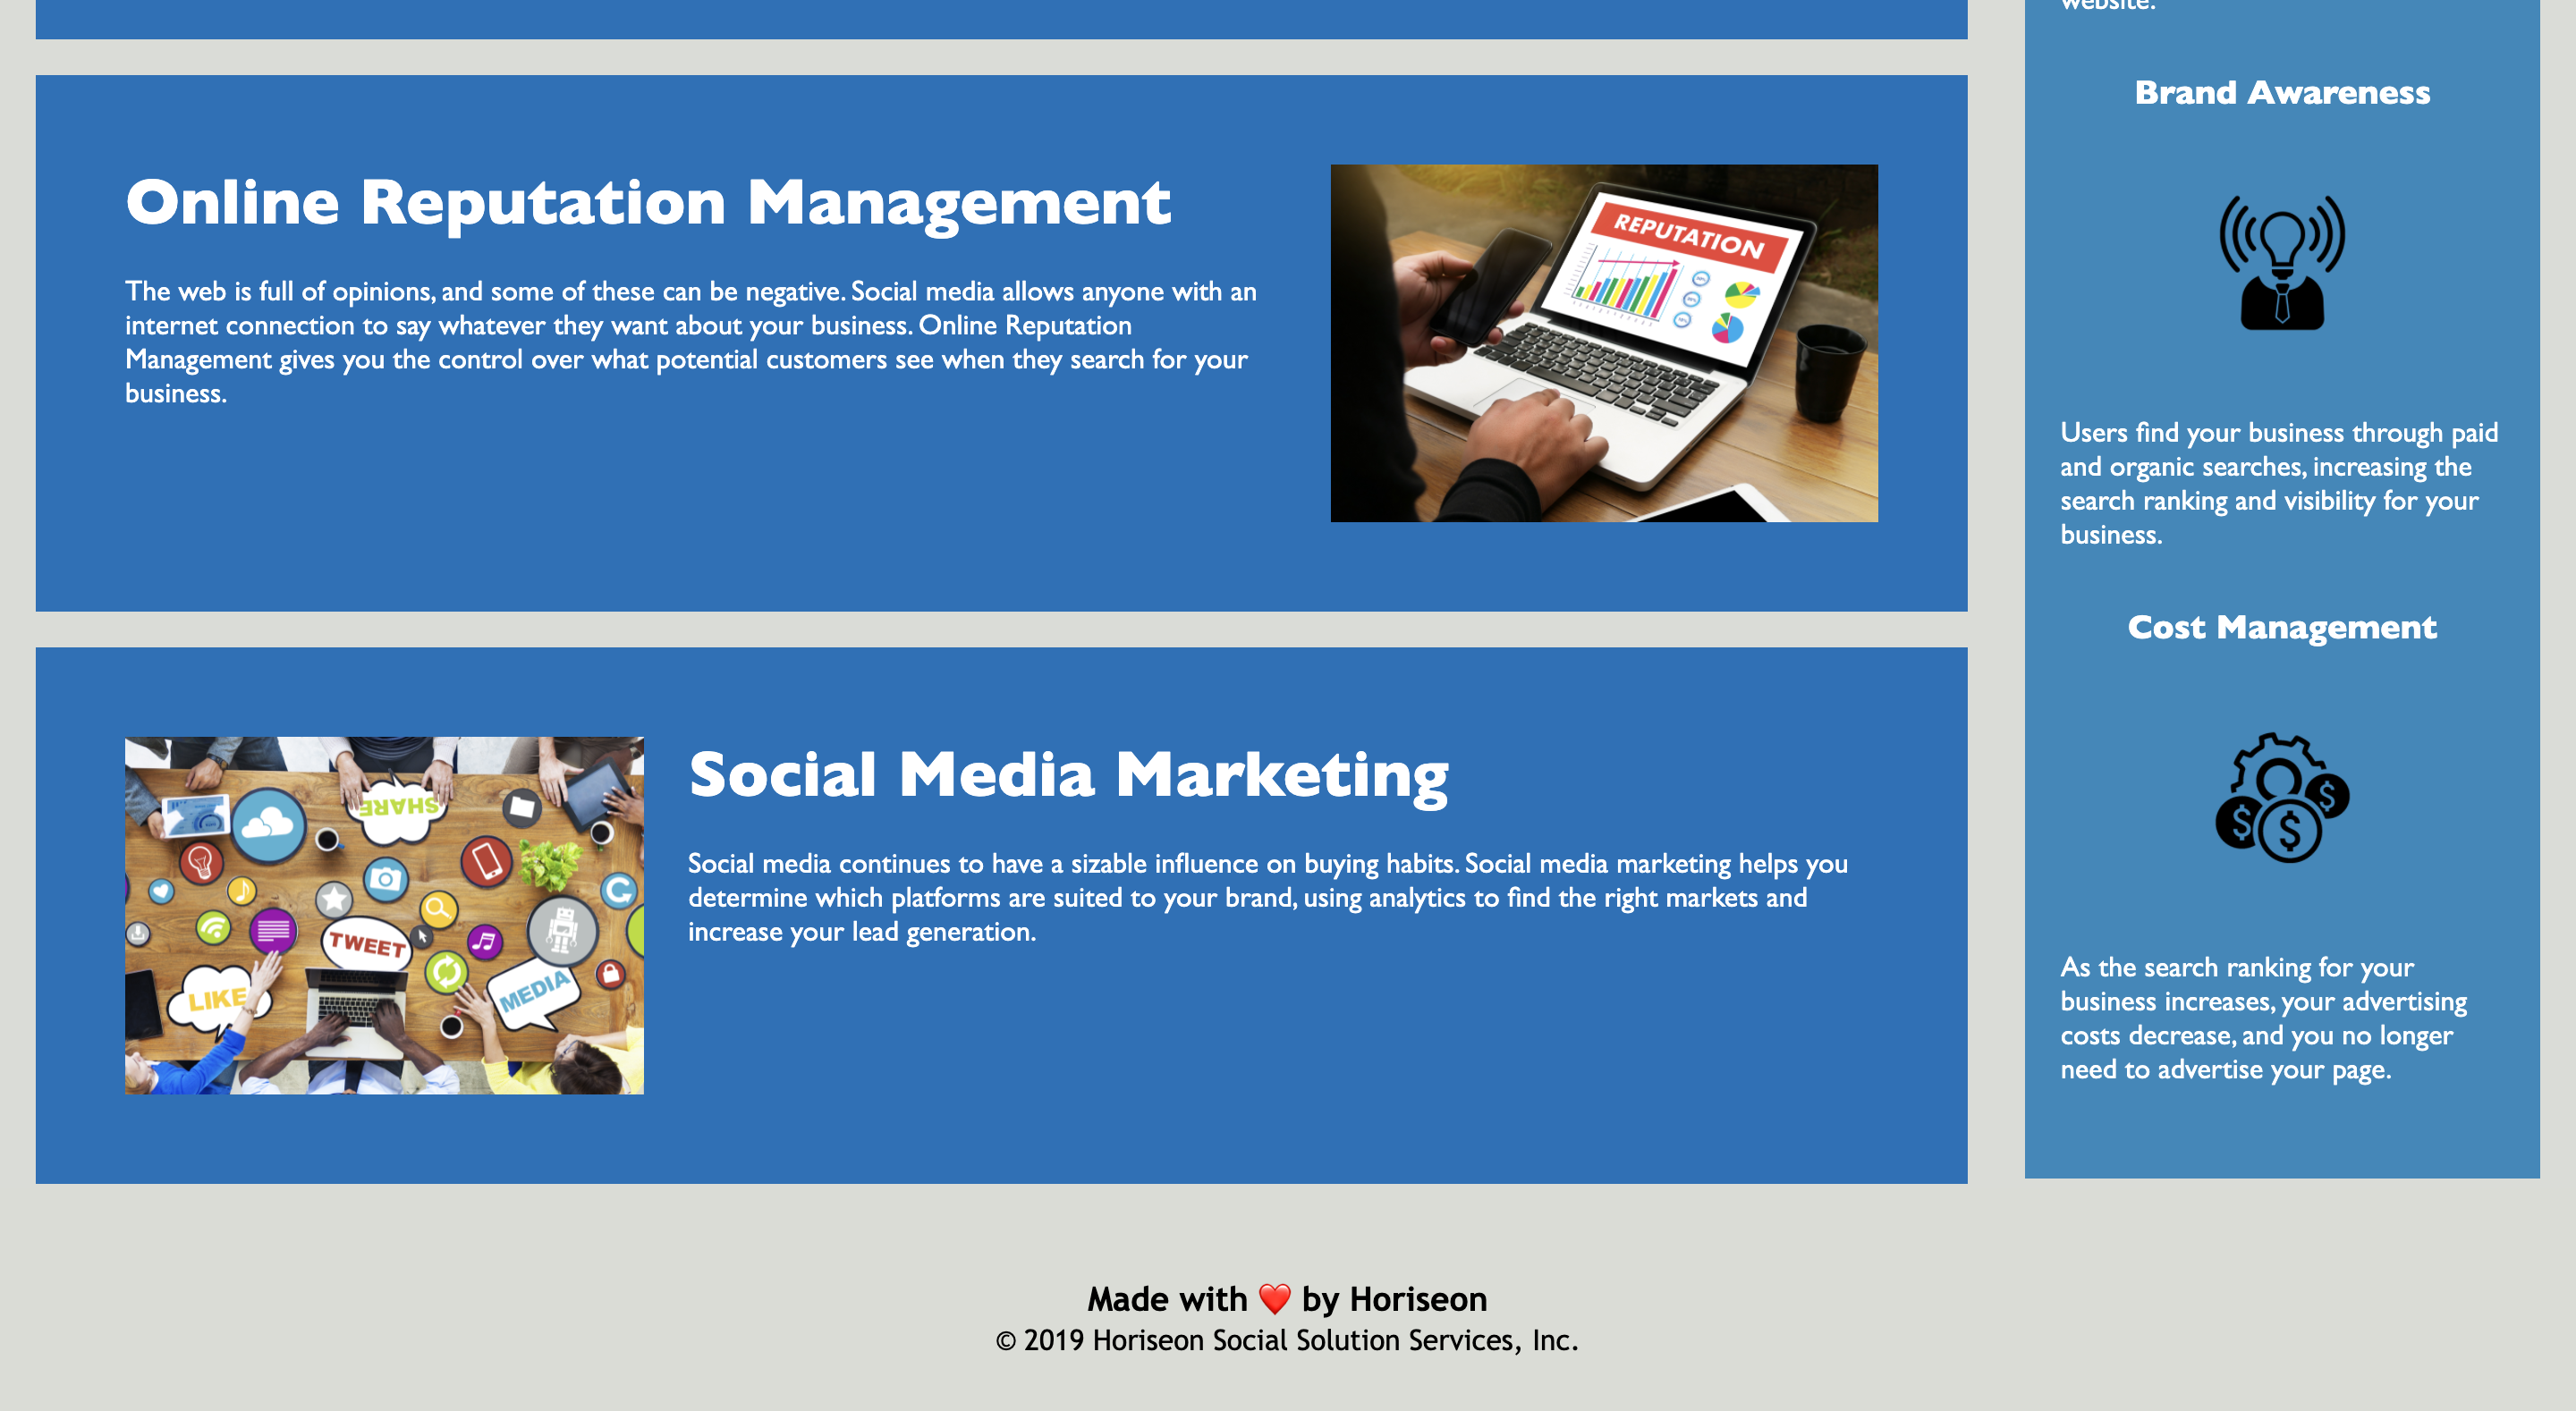 website.
Online Reputation Management
The web is full of opinions, and some of these can be negative. Social media allows anyone with an
internet connection to say whatever they want about your business. Online Reputation
Management gives you the control over what potential customers see when they search for your
business.
REPUTATION
Social Media Marketing
Social media continues to have a sizable influence on buying habits. Social media marketing helps you
determine which platforms are suited to your brand, using analytics to find the right markets and
increase your lead generation.
SHARE
TWEET
LIKE
MEDIA
Brand Awareness
Users find your business through paid
and organic searches, increasing the
search ranking and visibility for your
business.
Cost Management
$ $ $
As the search ranking for your
business increases, your advertising
costs decrease, and you no longer
need to advertise your page.
Made with ❤️ by Horiseon
© 2019 Horiseon Social Solution Services, Inc.